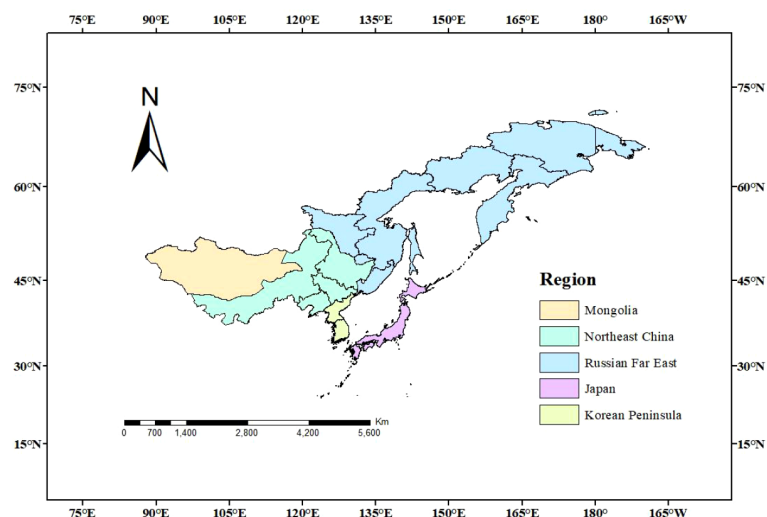 75°E 90°E 105°E 120°E 135°E 150°E 165°E 180° 165°W
N
75°N 75°N
60°N 60°N
45°N 45°N
Region
Mongolia
Northeast China
Russian Far East
30°N 30°N
Japan
Korean Peninsula
Km
0 700 1,400 2,800 4,200 5,600
15°N 15°N
75°E 90°E 105°E 120°E 135°E 150°E 165°E 180° 165°W